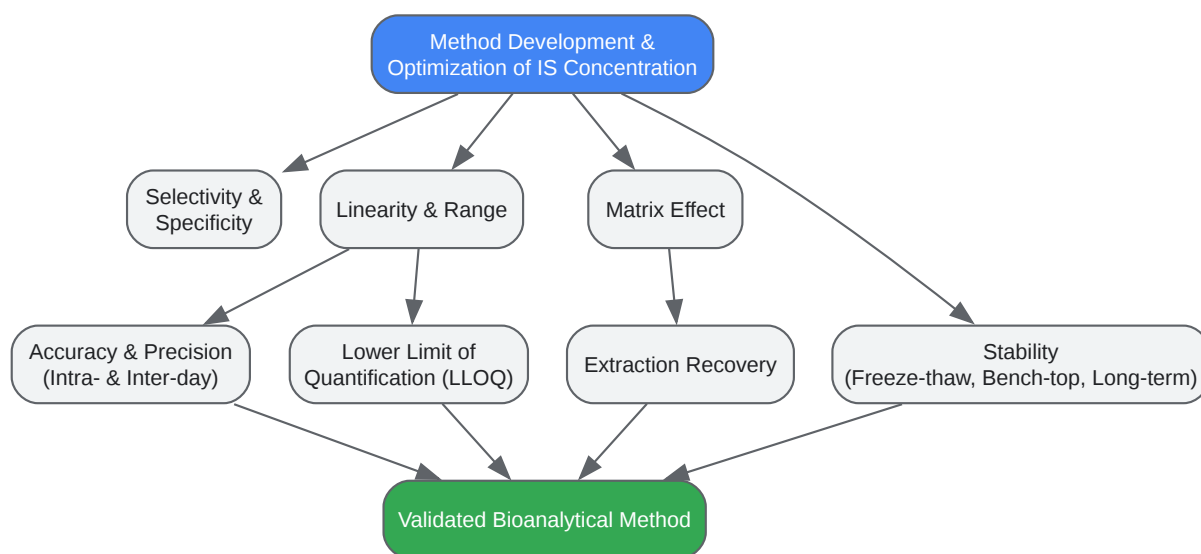 Method Development &
Optimization of IS Concentration
Selectivity &
Specificity
Linearity & Range
Matrix Effect
Accuracy & Precision
(Intra- & Inter-day)
Lower Limit of
Quantification (LLOQ)
Extraction Recovery
Stability
(Freeze-thaw, Bench-top, Long-term)
Validated Bioanalytical Method